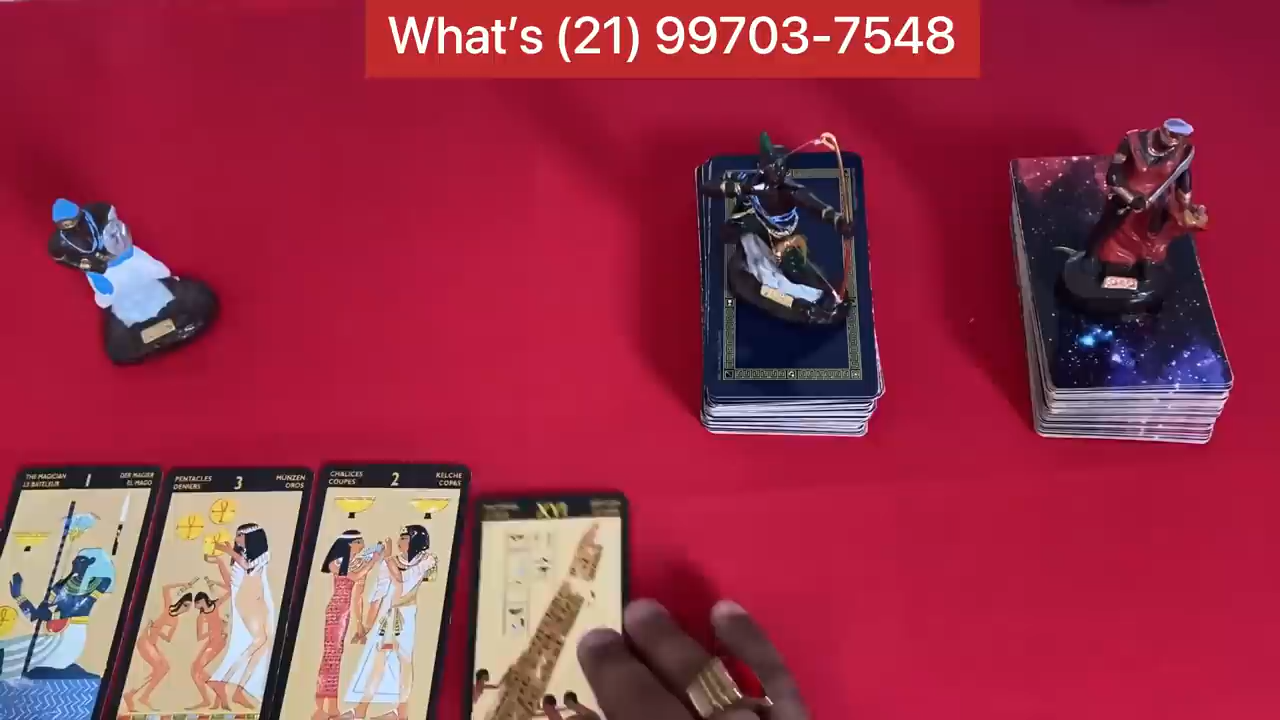 What’s (21) 99703-7548
THE MAGICIAN
LE BATELEUR
1
DER MAGIER
EL MAGO
PENTACLES
DENIERS
3
MÜNZEN
OROS
CHALICES
COUPES
2
KELCHE
COPAS
XVI